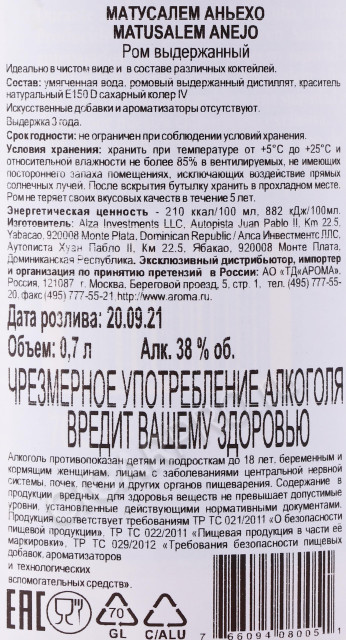 МАТУСАЛЕМ АНЬЕХО
MATUSALEM ANEJO
Ром выдержанный
Идеально в чистом виде и в составе различных коктейлей.
Состав: умягченная вода, ромовый выдержанный дистиллят, краситель
натуральный Е150 D сахарный колер IV
Искусственные добавки и ароматизаторы отсутствуют.
Выдержка 3 года.
Срок годности: не ограничен при соблюдении условий хранения.
Условия хранения: хранить при температуре от +5°С до +25°С и
относительной влажности не более 85% в вентилируемых, не имеющих
постороннего запаха помещениях, исключающих воздействие прямых
солнечных лучей. После вскрытия бутылку хранить в прохладном месте.
Ром не теряет своих вкусовых качеств в течение 5 лет.
Энергетическая ценность - 210 ккал/100 мл, 882 кДж/100мл.
Изготовитель: Alza Investments LLC, Autopista Juan Pablo II, Km 22.5,
Yabacao, 920008 Monte Plata, Dominican Republic / Алса Инвестментс ЛЛС,
Аутописта Хуан Пабло II, Км 22.5, Ябакао, 920008 Монте Плата,
Доминиканская Республика. Эксклюзивный дистрибьютор, импортер
и организация по принятию претензий в России: АО «ТД«АРОМА»,
Россия, 121087 г. Москва, Береговой проезд, 5, стр. 1, тел. (495) 777-55-
20, факс (495) 777-55-21 http://www.aroma.ru.
Дата розлива: 20.09.21
Объем: 0,7 л Алк. 38 % об.
ЧРЕЗМЕРНОЕ УПОТРЕБЛЕНИЕ АЛКОГОЛЯ
ВРЕДИТ ВАШЕМУ ЗДОРОВЬЮ
Алкоголь противопоказан детям и подросткам до 18 лет, беременным и
кормящим женщинам, лицам с заболеваниями центральной нервной
системы, почек, печени и других органов пищеварения. Содержание в
продукции вредных для здоровья веществ не превышает допустимые
уровни, установленные действующими нормативными документами.
Продукция соответствует требованиям ТР ТС 021/2011 «О безопасности
пищевой продукции», ТР ТС 022/2011 «Пищевая продукция в части её
маркировки», ТР ТС 029/2012 «Требования безопасности пищевых
добавок, ароматизаторов
и технологических
вспомогательных средств».
EAC 70 GL C/ALU
7 66094 08005